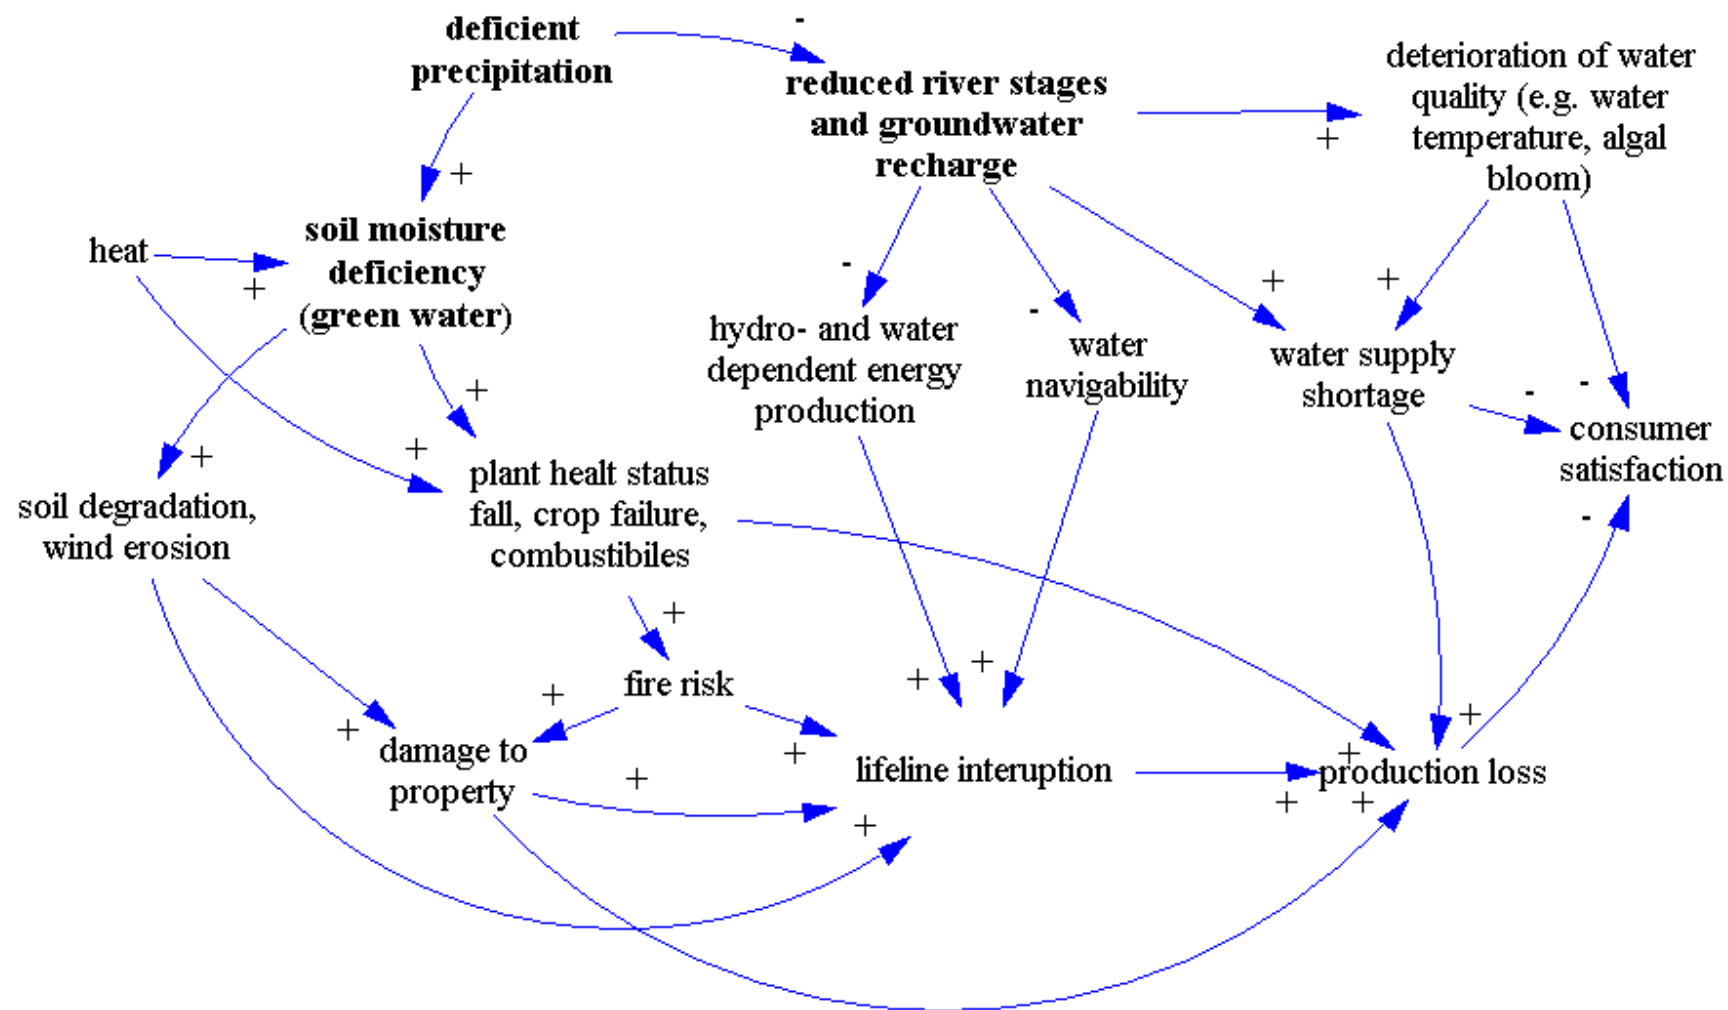 deficient
precipitation
-
reduced river stages
and groundwater
recharge
deterioration of water
quality (e.g. water
temperature, algal
bloom)
+
+
heat
+
soil moisture
deficiency
(green water)
-
hydro- and water
dependent energy
production
-
water
navigability
+
+
water supply
shortage
-
-
consumer
satisfaction
-
+
+
+
soil degradation,
wind erosion
plant healt status
fall, crop failure,
combustibiles
+
fire risk
+
+
+
+
+
damage to
property
+
+
lifeline interuption
+
+
+
+
production loss